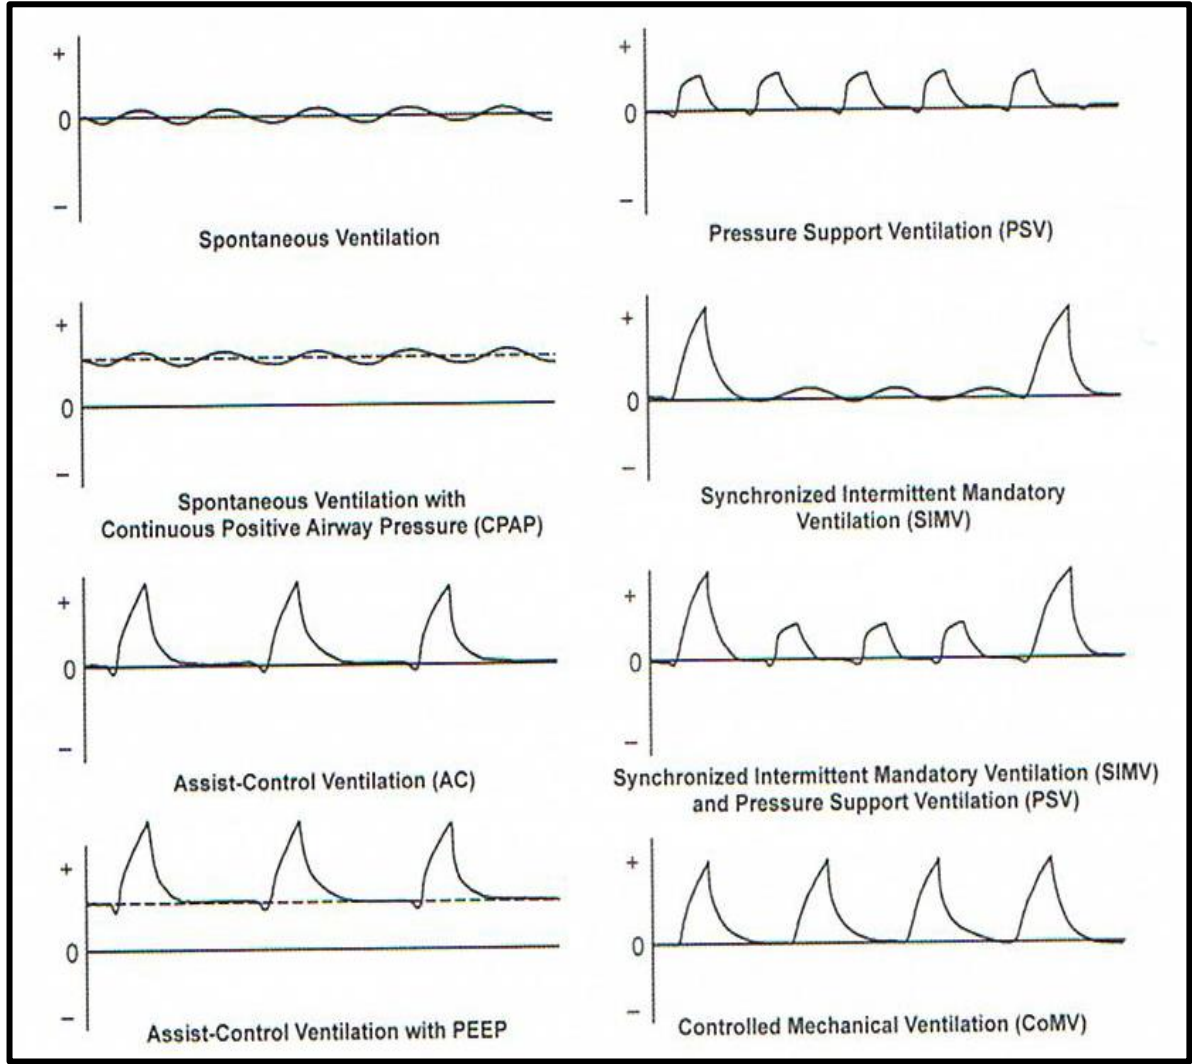 +
0
−
Spontaneous Ventilation
+
0
−
Pressure Support Ventilation (PSV)
+
0
−
Spontaneous Ventilation with
Continuous Positive Airway Pressure (CPAP)
+
0
−
Synchronized Intermittent Mandatory
Ventilation (SIMV)
+
0
−
Assist-Control Ventilation (AC)
+
0
−
Synchronized Intermittent Mandatory Ventilation (SIMV)
and Pressure Support Ventilation (PSV)
+
0
−
Assist-Control Ventilation with PEEP
+
0
−
Controlled Mechanical Ventilation (CoMV)